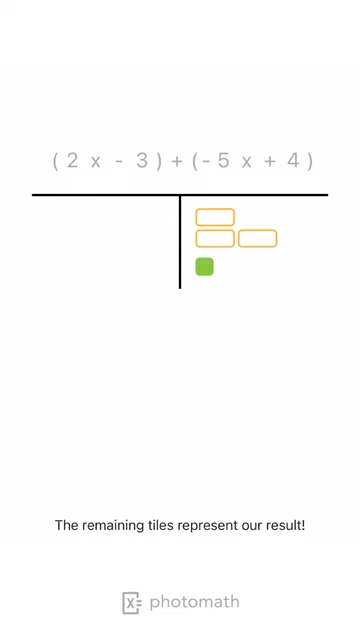 (2x - 3) + (-5x + 4)
The remaining tiles represent our result!
photomath